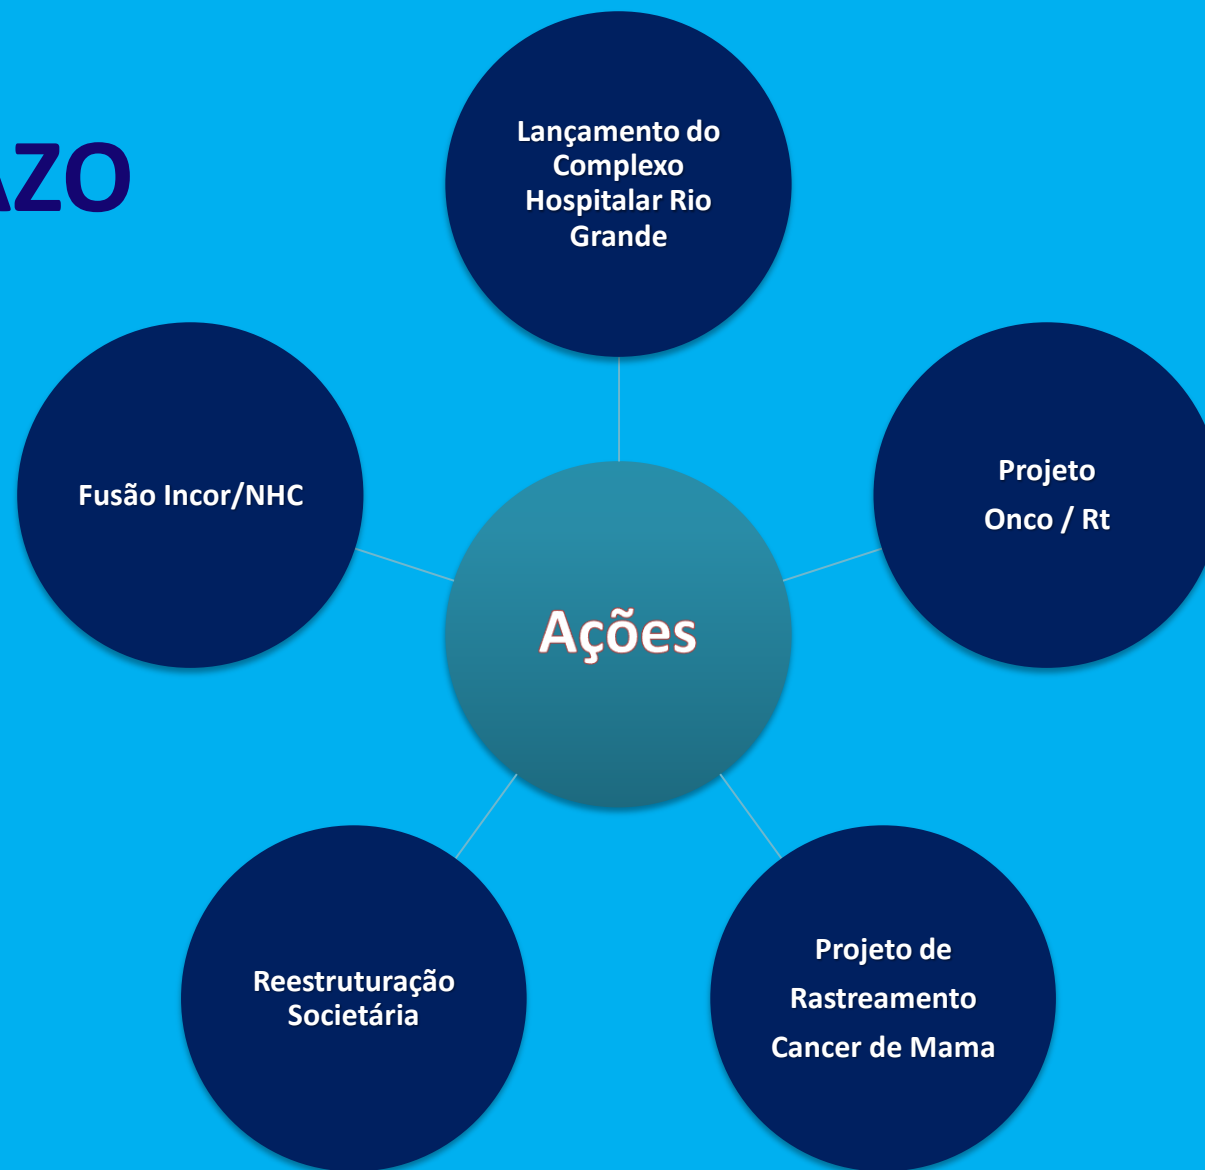 AZO
Lançamento do
Complexo
Hospitalar Rio
Grande
Fusão Incor/NHC
Projeto
Onco / Rt
Ações
Reestruturação
Societária
Projeto de
Rastreamento
Cancer de Mama